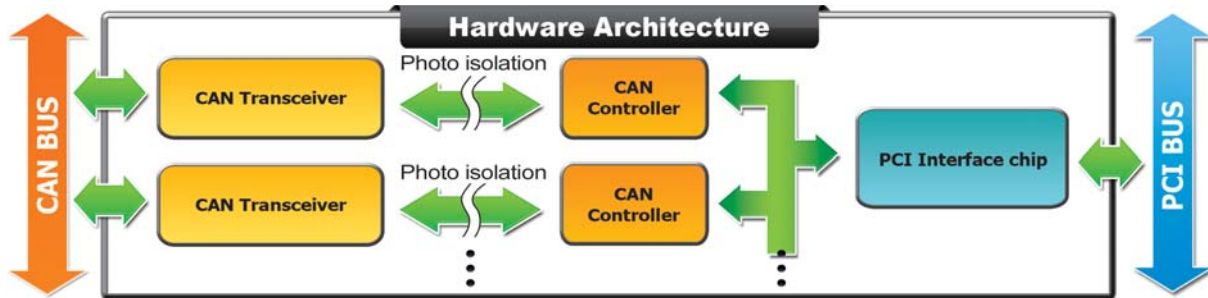 Hardware Architecture
CAN BUS
CAN Transceiver
Photo isolation
CAN
Controller
CAN Transceiver
Photo isolation
CAN
Controller
PCI Interface chip
PCI BUS